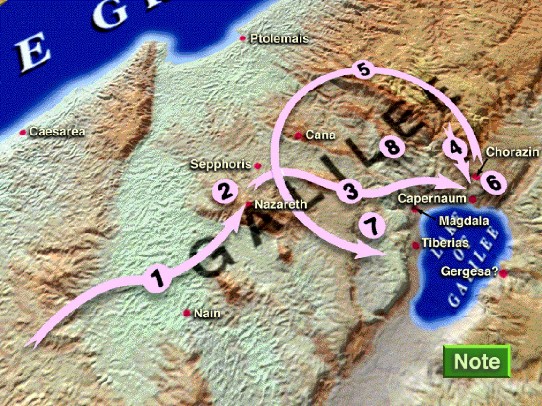 E G E
Ptolemais
Caesarea
5
Cana
8
4
Chorazin
Sepphoris
6
2
3
Capernaum
Nazareth
Magdala
7
GALILEE
Tiberias
LAKE
OF
GALILEE
Gergesa?
1
Nain
Note